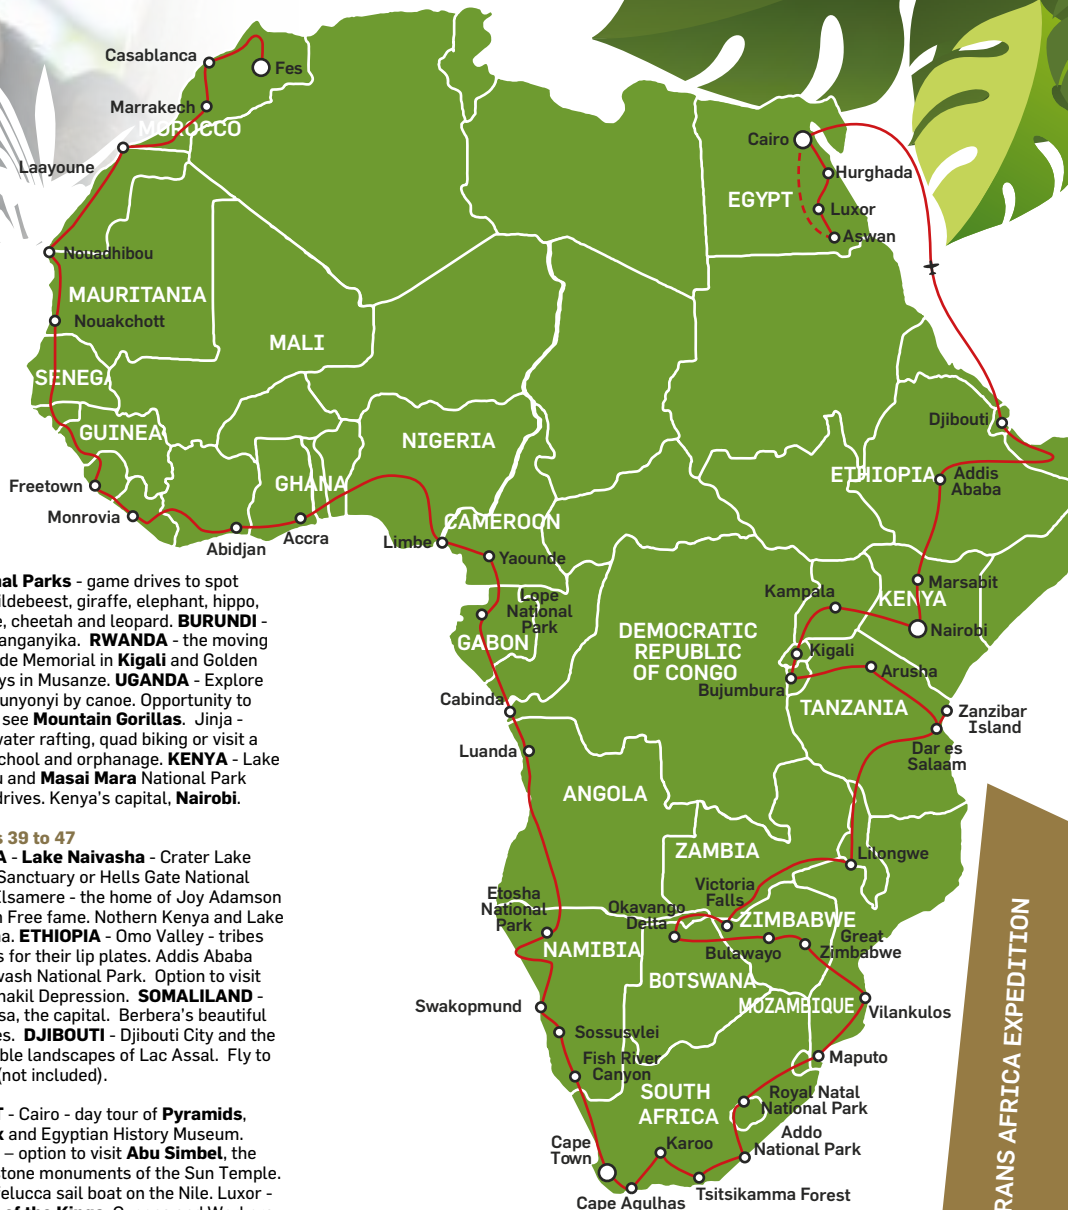 Casablanca
Fes
Marrakech
MOROCCO
Laayoune
Nouadhibou
MAURITANIA
Nouakchott
MALI
SENEGA
GUINEA
NIGERIA
GHANA
Freetown
Monrovia
Abidjan
Accra
Limbe
CAMEROON
Yaounde
Cairo
Hurghada
EGYPT
Luxor
Aswan
Djibouti
ETHIOPIA
Addis
Ababa
Marsabit
Kampala
KENYA
Nairobi
Lope
National
Park
GABON
DEMOCRATIC
REPUBLIC
OF CONGO
Kigali
Arusha
Bujumbura
TANZANIA
Zanzibar
Island
Dar es
Salaam
Cabinda
Luanda
ANGOLA
ZAMBIA
Lilongwe
Victoria
Falls
Etosha
National
Park
Okavango
Delta
ZIMBABWE
Great
Zimbabwe
Bulawayo
NAMIBIA
BOTSWANA
MOZAMBIQUE
Vilankulos
Swakopmund
Sossusvlei
Fish River
Canyon
Maputo
SOUTH
AFRICA
Royal Natal
National Park
Addo
National Park
Karoo
Cape
Town
Tsitsikamma Forest
Cape Agulhas
nal Parks - game drives to spot
ildebeest, giraffe, elephant, hippo,
e, cheetah and leopard. BURUNDI -
anganyika. RWANDA - the moving
de Memorial in Kigali and Golden
ys in Musanze. UGANDA - Explore
unyonyi by canoe. Opportunity to
see Mountain Gorillas. Jinja -
water rafting, quad biking or visit a
chool and orphanage. KENYA - Lake
u and Masai Mara National Park
drives. Kenya's capital, Nairobi.
s 39 to 47
A - Lake Naivasha - Crater Lake
Sanctuary or Hells Gate National
Elsamere - the home of Joy Adamson
n Free fame. Nothern Kenya and Lake
na. ETHIOPIA - Omo Valley - tribes
s for their lip plates. Addis Ababa
wash National Park. Option to visit
nakil Depression. SOMALILAND -
sa, the capital. Berbera's beautiful
es. DJIBOUTI - Djibouti City and the
ble landscapes of Lac Assal. Fly to
(not included).
T - Cairo - day tour of Pyramids,
x and Egyptian History Museum.
– option to visit Abu Simbel, the
stone monuments of the Sun Temple.
felucca sail boat on the Nile. Luxor -
RANS AFRICA EXPEDITION